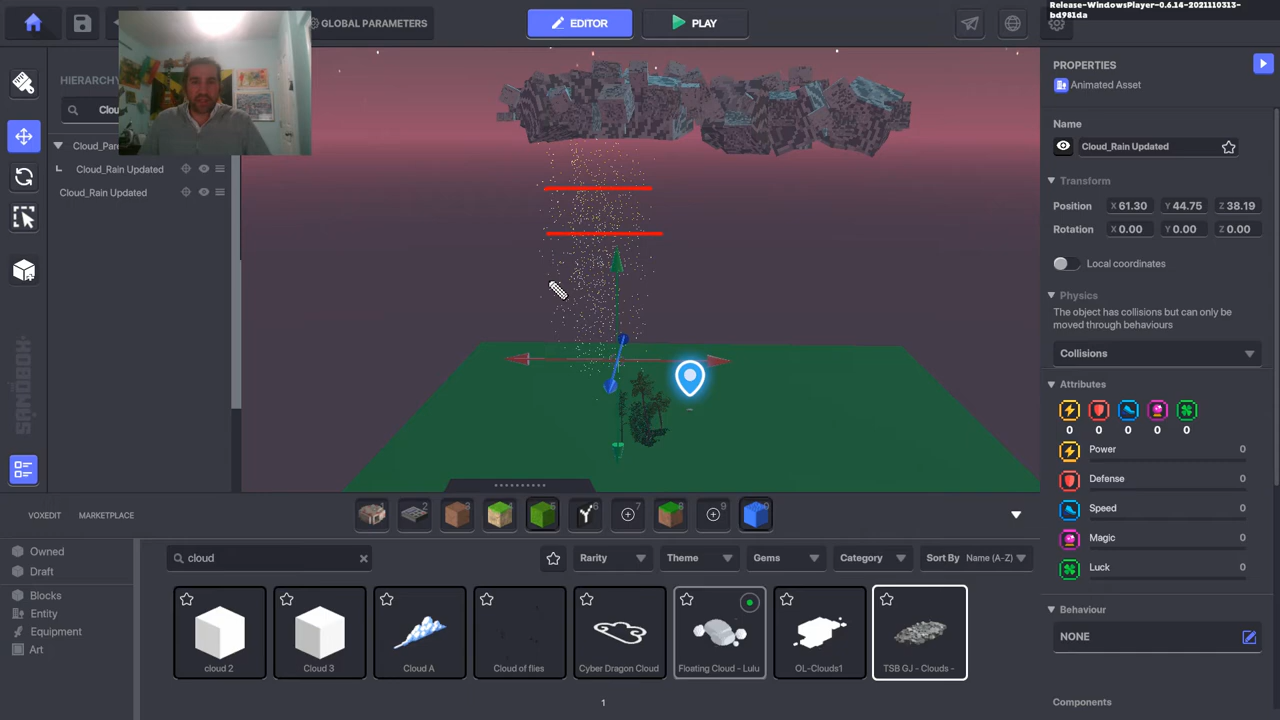 GLOBAL PARAMETERS
EDITOR
PLAY
Release-WindowsPlayer-0.6.14-2021110313-
bd981da
HIERARCHY
Clou
Cloud_Par
Cloud_Rain Updated
Cloud_Rain Updated
SANDBOX
PROPERTIES
Animated Asset
Name
Cloud_Rain Updated
Transform
Position X 61.30 Y 44.75 Z 38.19
Rotation X 0.00 Y 0.00 Z 0.00
Local coordinates
Physics
The object has collisions but can only be
moved through behaviours
Collisions
Attributes
0 0 0 0 0
Power 0
Defense 0
Speed 0
Magic 0
Luck 0
Behaviour
NONE
Components
VOXEDIT MARKETPLACE
Owned
Draft
Blocks
Entity
Equipment
Art
cloud
Rarity
Theme
Gems
Category
Sort By Name (A-Z)
cloud 2
Cloud 3
Cloud A
Cloud of flies
Cyber Dragon Cloud
Floating Cloud - Lulu
OL-Clouds1
TSB GJ - Clouds -
1